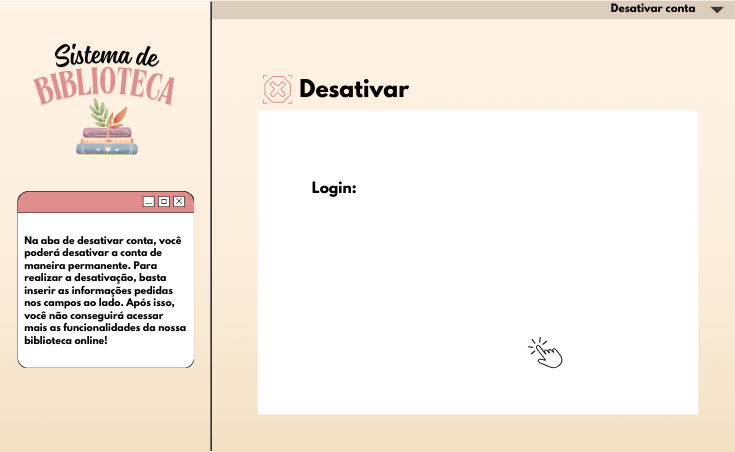 Desativar conta
Sistema de
BIBLIOTECA
Desativar
Login:
Na aba de desativar conta, você
poderá desativar a conta de
maneira permanente. Para
realizar a desativação, basta
inserir as informações pedidas
nos campos ao lado. Após isso,
você não conseguirá acessar
mais as funcionalidades da nossa
biblioteca online!